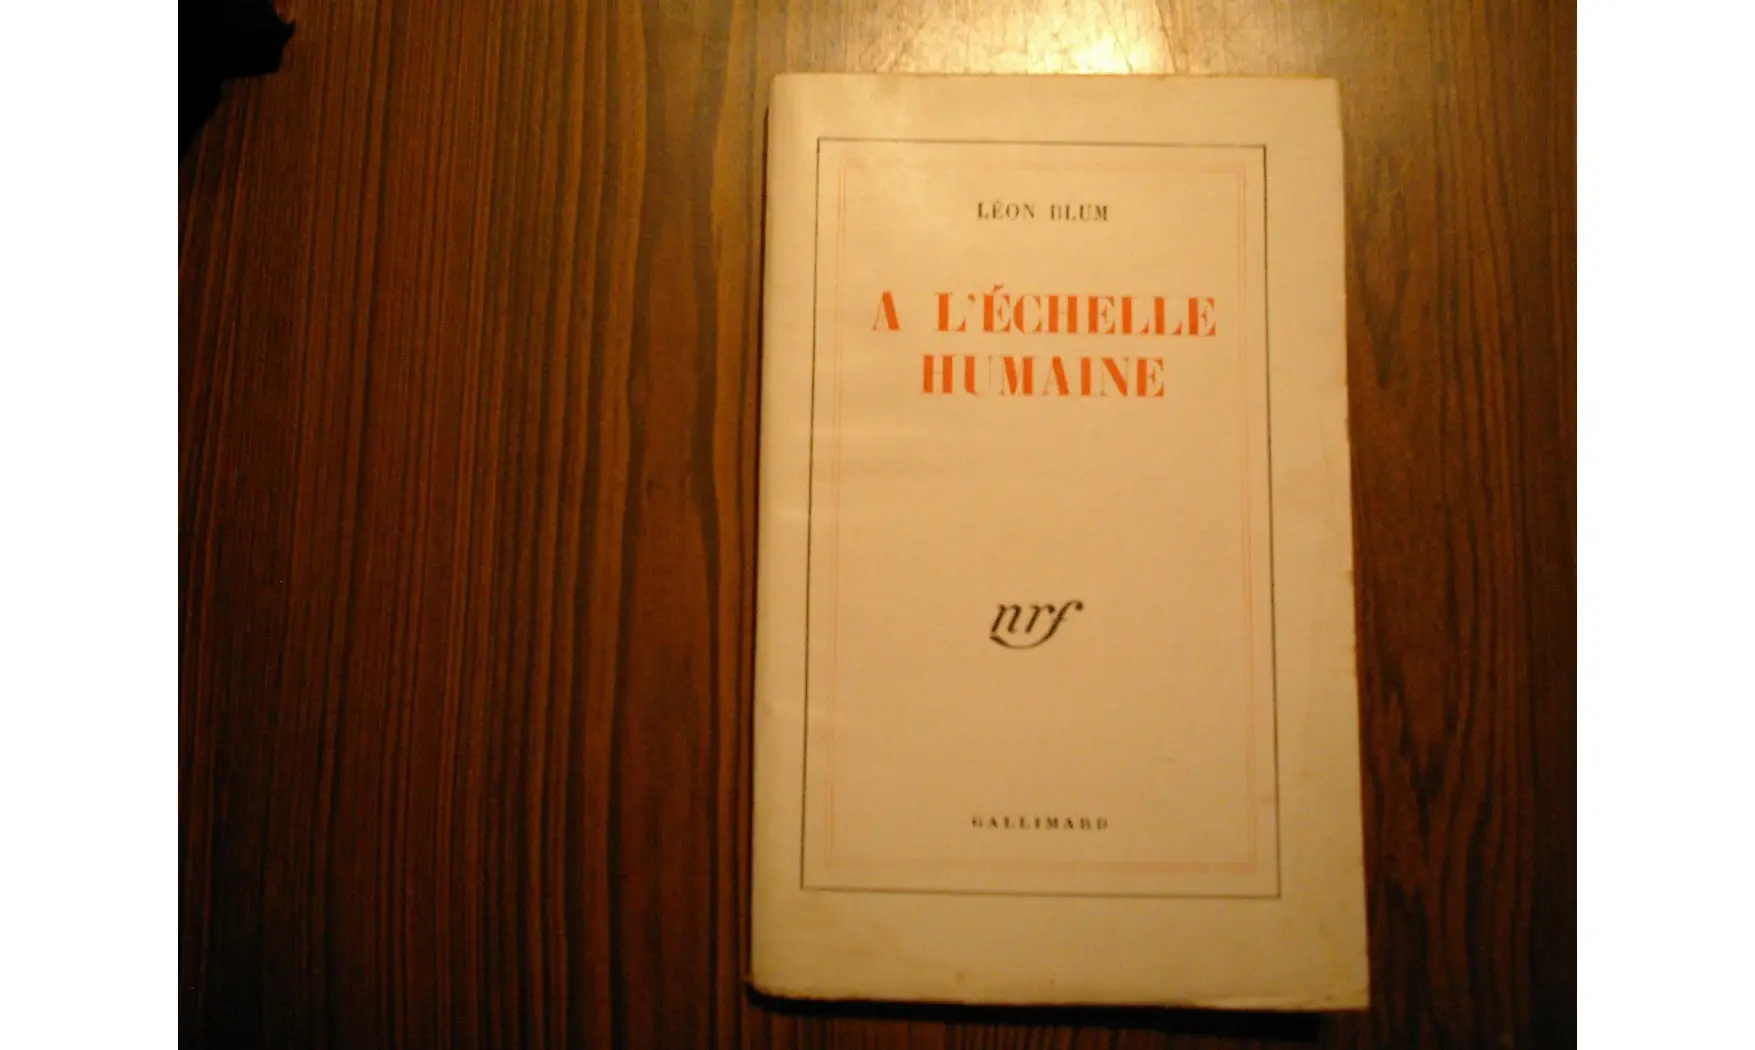 LÉON BLUM
A L'ÉCHELLE
HUMAINE
nrf
GALLIMARD